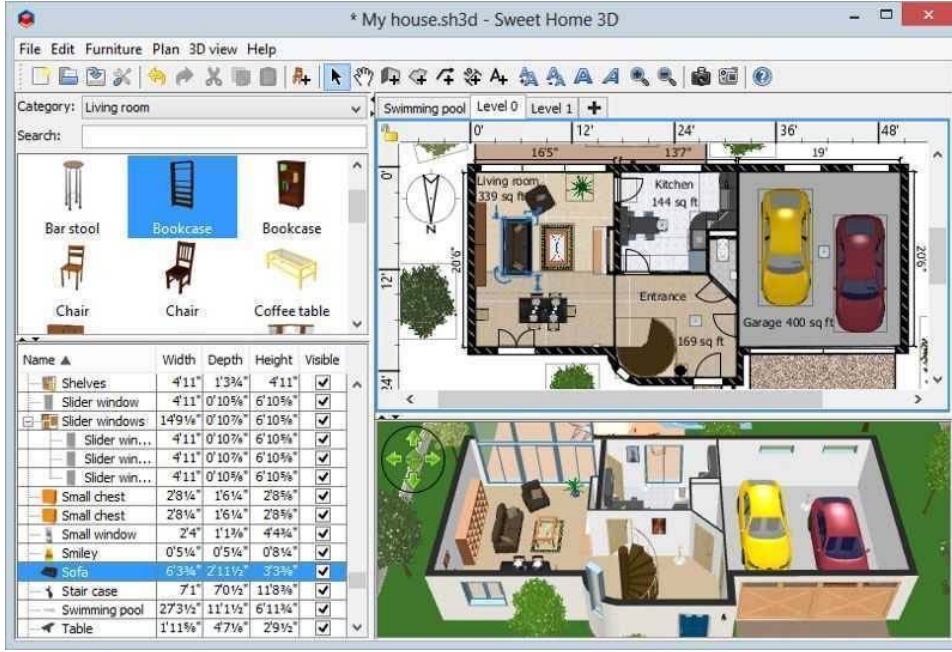 * My house.sh3d - Sweet Home 3D
File Edit Furniture Plan 3D view Help
Category: Living room
Search:
Bar stool Bookcase Bookcase
Chair Chair Coffee table
Name ▲ Width Depth Height Visible
Shelves 4'11" 1'3¾" 4'11"
Slider window 4'11" 0'10⅝" 6'10⅝"
Slider windows 14'9⅛" 0'10⅞" 6'10⅝"
Slider win... 4'11" 0'10⅞" 6'10⅝"
Slider win... 4'11" 0'10⅞" 6'10⅝"
Slider win... 4'11" 0'10⅝" 6'10⅝"
Small chest 2'8¼" 1'6¼" 2'8⅝"
Small chest 2'8¼" 1'6¼" 2'8⅝"
Small window 2'4" 1'1⅜" 4'4¾"
Smiley 0'5¼" 0'5¼" 0'8¼"
Sofa 6'3¾" 2'11½" 3'3⅜"
Stair case 7'1" 7'0½" 11'8⅜"
Swimming pool 27'3½" 11'1½" 6'11¾"
Table 1'11⅝" 4'7⅛" 2'9½"
Swimming pool Level 0 Level 1
0' 12' 24' 36' 48'
0'
12'
24'
16'5" 13'7" 19'
Living room
339 sq ft
Kitchen
144 sq ft
N
20'6"
20'6"
Entrance
169 sq ft
Garage 400 sq ft